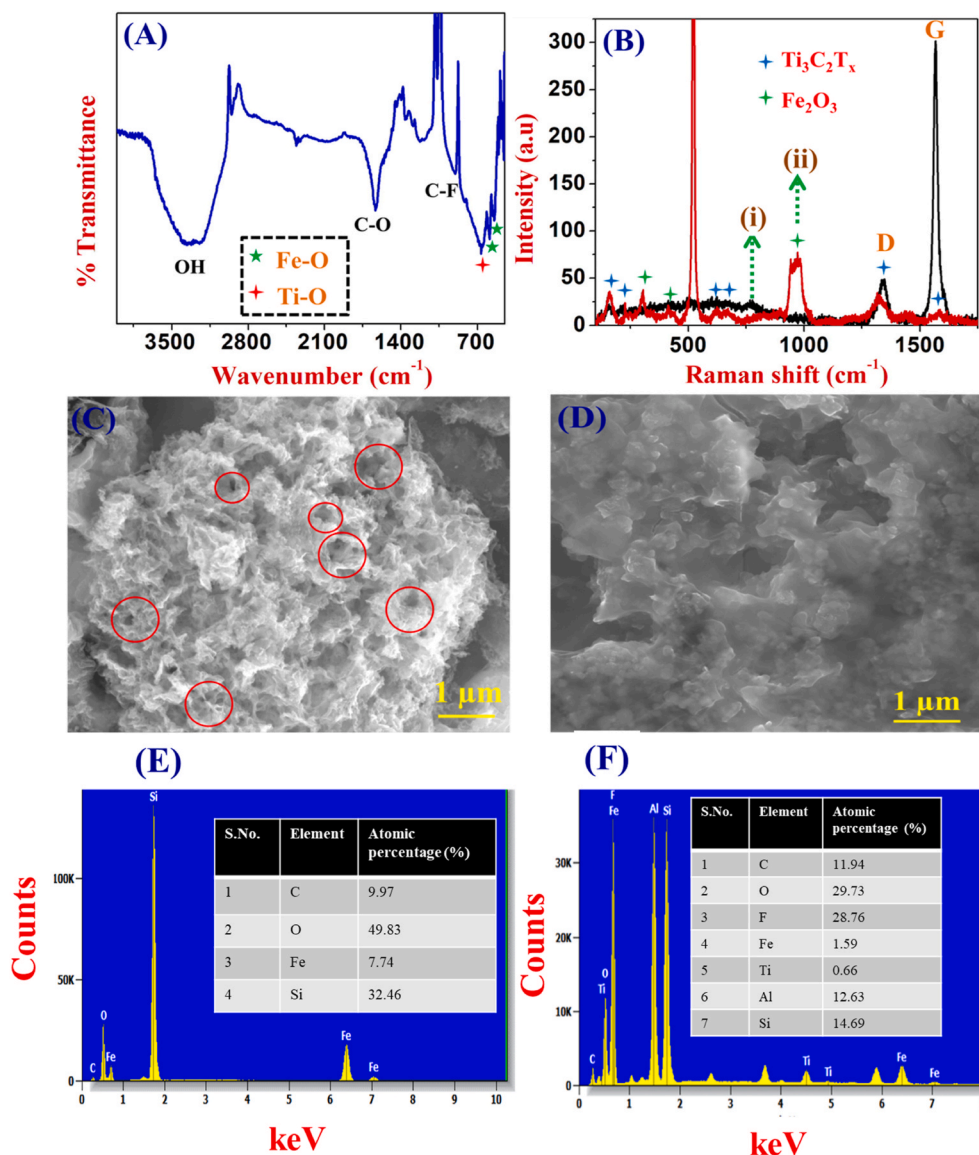 (A)
% Transmittance
OH
C-O
C-F
Fe-O
Ti-O
3500 2800 2100 1400 700
Wavenumber (cm⁻¹)
(B)
G
Ti₃C₂Tₓ
Fe₂O₃
(i)
(ii)
D
Intensity (a.u)
300
250
200
150
100
50
0
500 1000 1500
Raman shift (cm⁻¹)
(C)
1 µm
(D)
1 µm
(E)
Counts
100K
50K
0
Si
O
C
Fe
Fe
Fe
S.No. Element Atomic
percentage (%)
1 C 9.97
2 O 49.83
3 Fe 7.74
4 Si 32.46
0 1 2 3 4 5 6 7 8 9 10
keV
(F)
Counts
30K
20K
10K
0
F
Fe
Al Si
O
Ti
C
Ti
Ti
Fe
Fe
S.No. Element Atomic
percentage (%)
1 C 11.94
2 O 29.73
3 F 28.76
4 Fe 1.59
5 Ti 0.66
6 Al 12.63
7 Si 14.69
0 1 2 4 5 6 7
keV